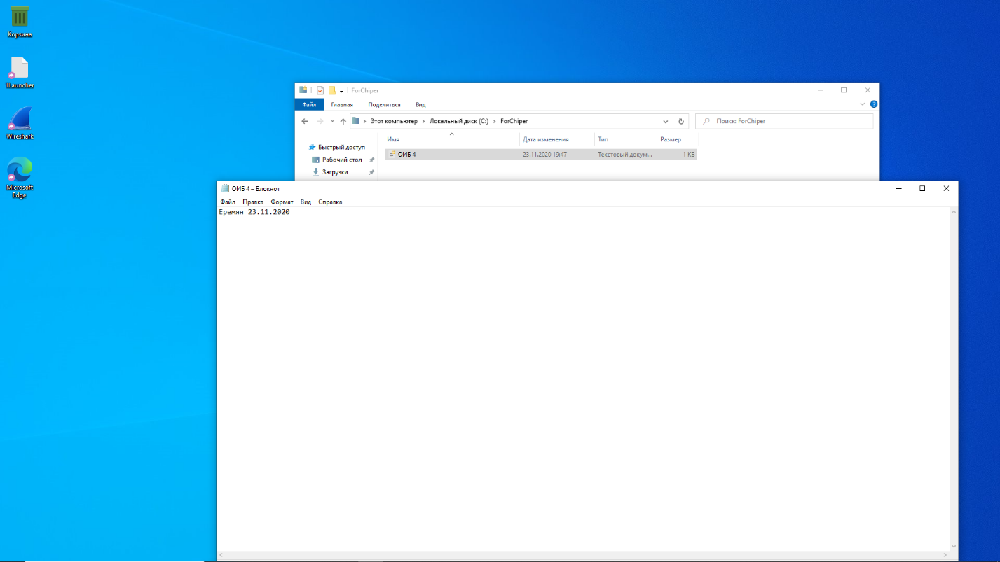 Корзина
TLauncher
Wireshark
Microsoft
Edge
ForChiper
Файл Главная Поделиться Вид
Этот компьютер › Локальный диск (C:) › ForChiper
Поиск: ForChiper
Имя Дата изменения Тип Размер
Быстрый доступ
Рабочий стол
Загрузки
ОИБ 4 23.11.2020 19:47 Текстовый докум... 1 КБ
ОИБ 4 – Блокнот
Файл Правка Формат Вид Справка
Еремян 23.11.2020